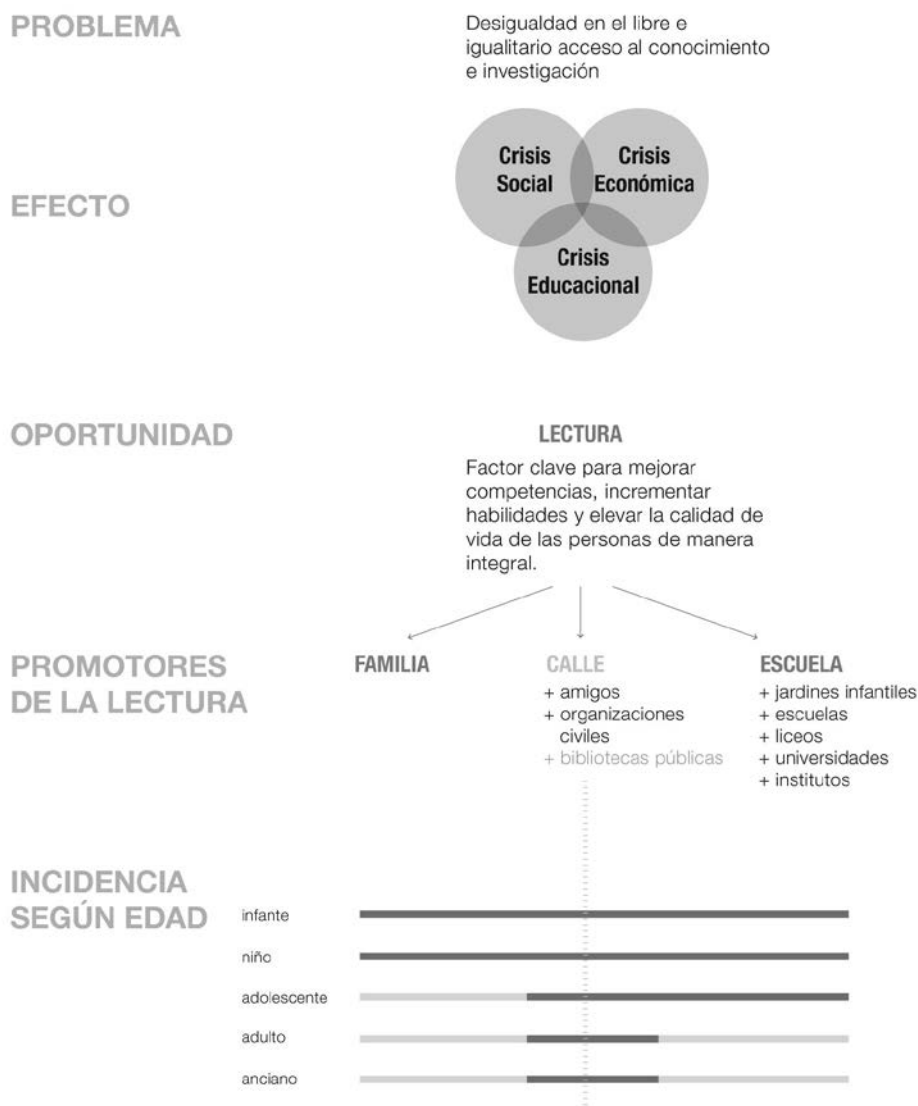 PROBLEMA
Desigualdad en el libre e
igualitario acceso al conocimiento
e investigación
EFECTO
Crisis
Social
Crisis
Económica
Crisis
Educacional
OPORTUNIDAD
LECTURA
Factor clave para mejorar
competencias, incrementar
habilidades y elevar la calidad de
vida de las personas de manera
integral.
PROMOTORES
DE LA LECTURA
FAMILIA
CALLE
+ amigos
+ organizaciones
civiles
+ bibliotecas públicas
ESCUELA
+ jardines infantiles
+ escuelas
+ liceos
+ universidades
+ institutos
INCIDENCIA
SEGÚN EDAD
infante
niño
adolescente
adulto
anciano